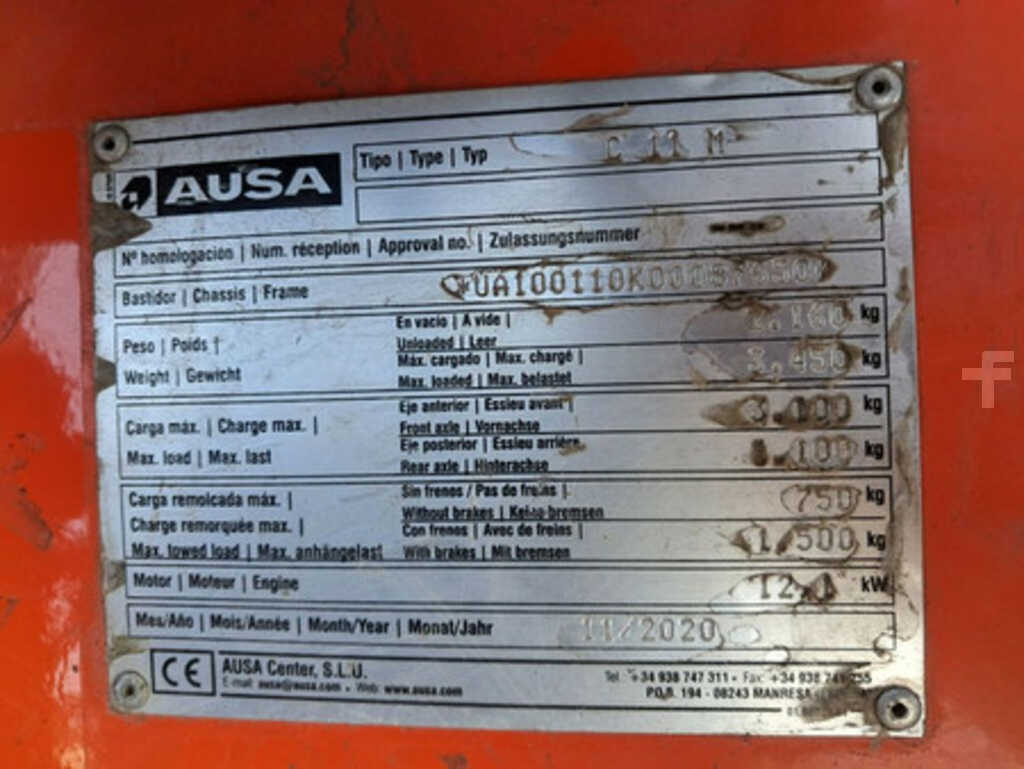 AUSA
Tipo | Type | Typ C 11 M
Nº homologación | Num. réception | Approval no. | Zulassungsnummer
Bastidor | Chassis | Frame
Peso | Poids |
Weight | Gewicht
En vacío | A vide |
Unloaded | Leer kg
Máx. cargado | Max. chargé |
Max. loaded | Max. belastet 3,450 kg
Carga máx. | Charge max. |
Max. load | Max. last
Eje anterior | Essieu avant |
Front axle | Vornachse kg
Eje posterior | Essieu arrière
Rear axle | Hinterachse kg
Carga remolcada máx. |
Charge remorquée max. |
Max. towed load | Max. anhängelast
Sin frenos / Pas de freins |
Without brakes | Keine bremsen 750 kg
Con frenos | Avec de freins |
With brakes | Mit bremsen 1.500 kg
Motor | Moteur | Engine kW
Mes/Año | Mois/Année | Month/Year | Monat/Jahr 11/2020
CE
AUSA Center, S.L.U.
E-mail: ausa@ausa.com • Web: www.ausa.com
Tel. +34 938 747 311 • Fax
P.O.B. 194 - 08243 MANRESA